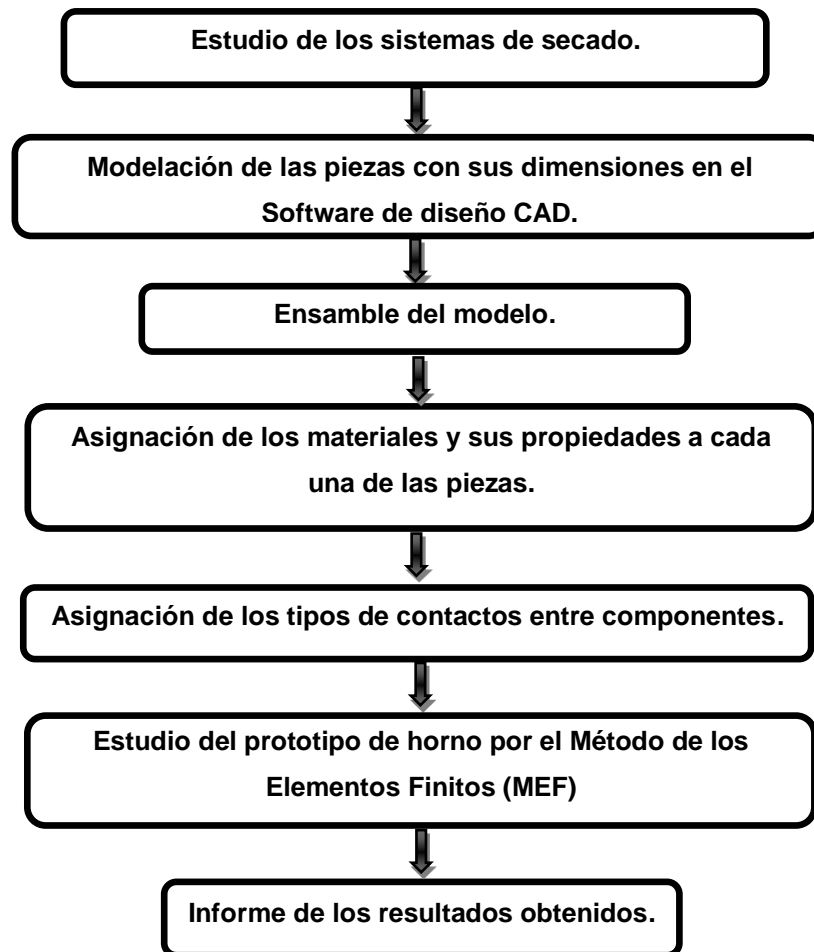 Estudio de los sistemas de secado.
Modelación de las piezas con sus dimensiones en el
Software de diseño CAD.
Ensamble del modelo.
Asignación de los materiales y sus propiedades a cada
una de las piezas.
Asignación de los tipos de contactos entre componentes.
Estudio del prototipo de horno por el Método de los
Elementos Finitos (MEF)
Informe de los resultados obtenidos.